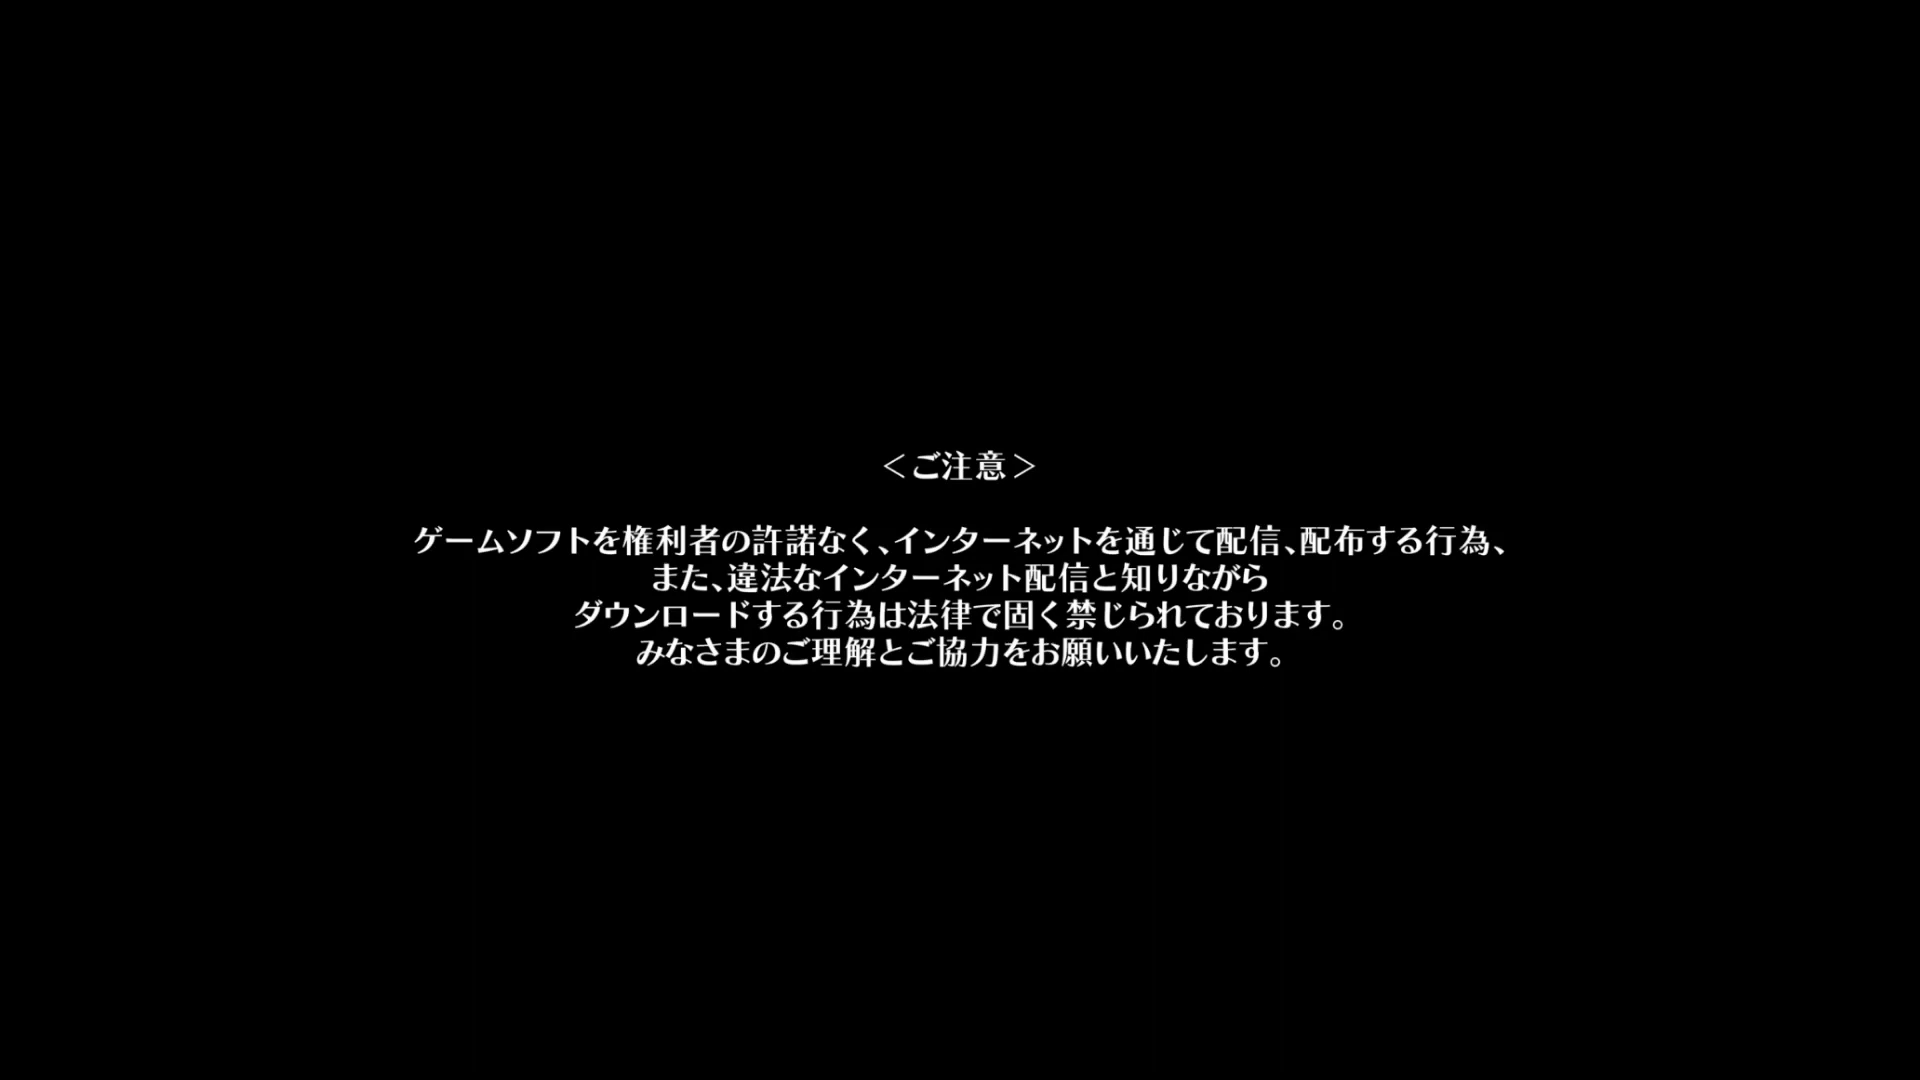 ＜ご注意＞
ゲームソフトを権利者の許諾なく、インターネットを通じて配信、配布する行為、
また、違法なインターネット配信と知りながら
ダウンロードする行為は法律で固く禁じられております。
みなさまのご理解とご協力をお願いいたします。